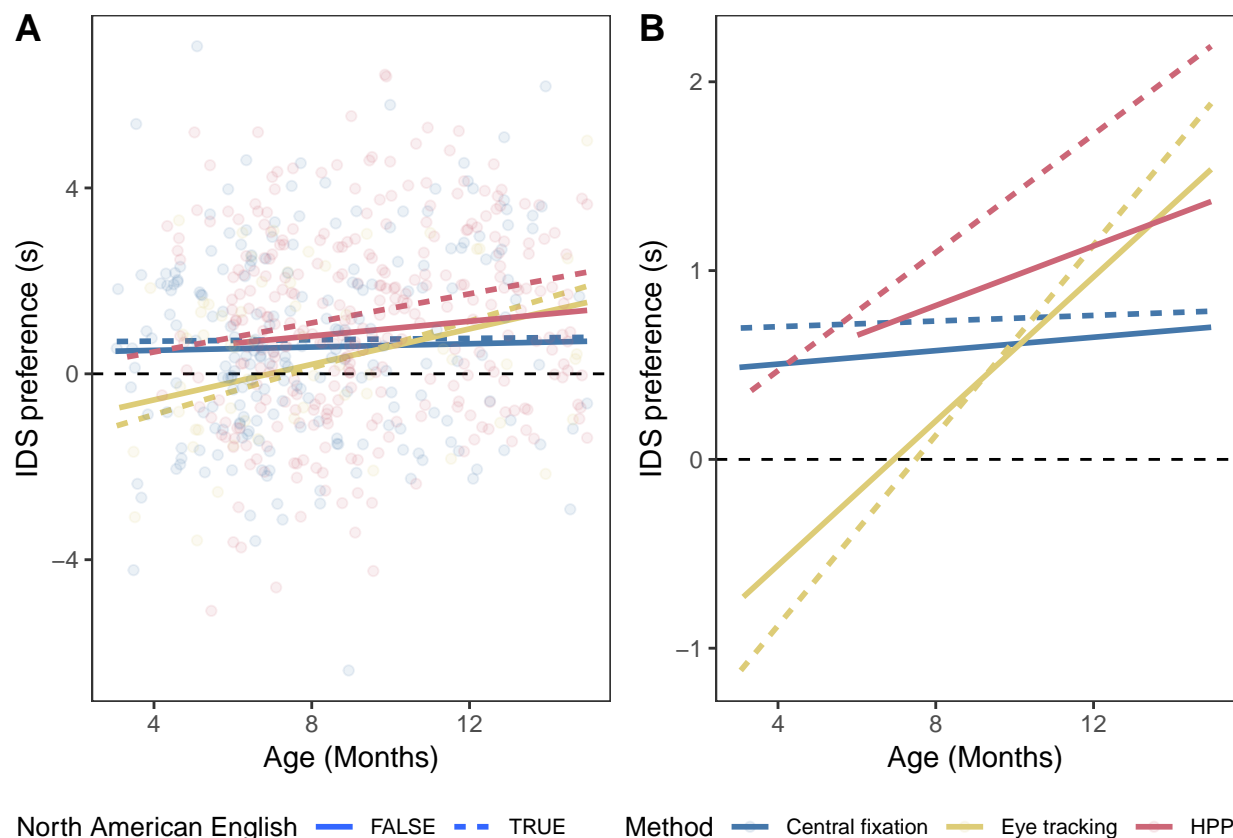 A
B
IDS preference (s)
4
0
−4
4
8
12
Age (Months)
IDS preference (s)
2
1
0
−1
4
8
12
Age (Months)
North American English FALSE TRUE Method Central fixation Eye tracking HPP